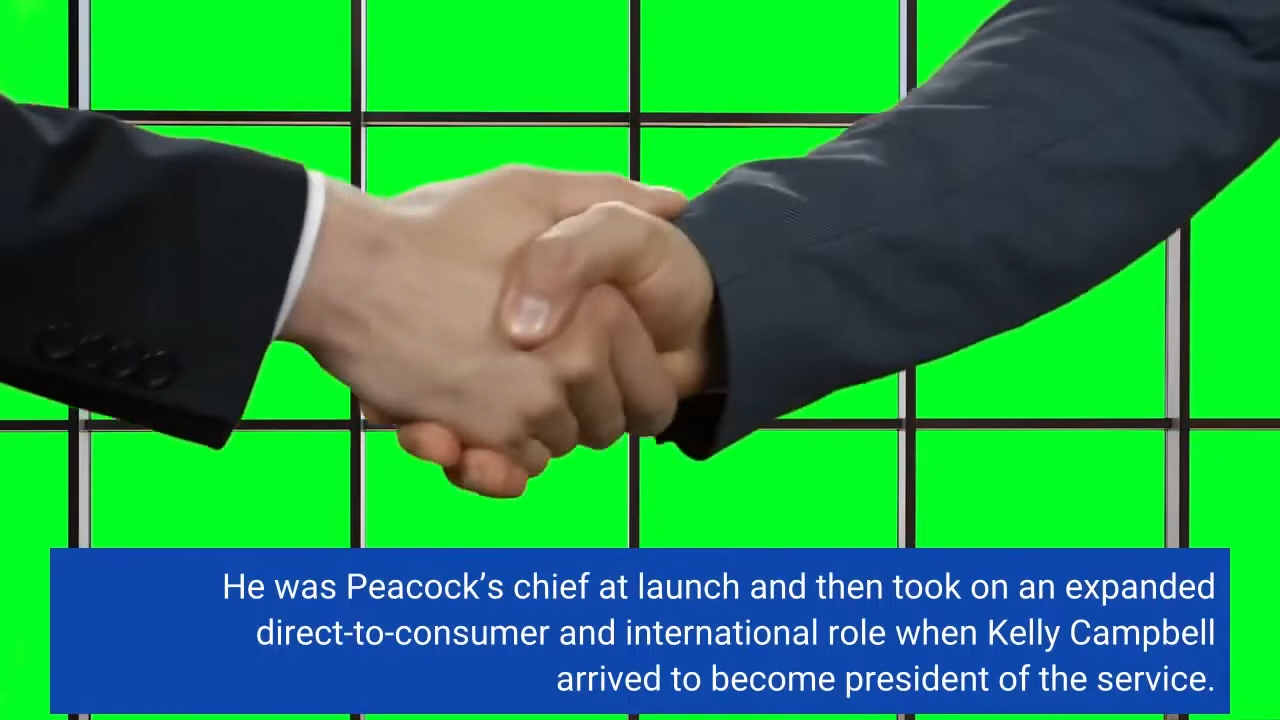 He was Peacock’s chief at launch and then took on an expanded
direct-to-consumer and international role when Kelly Campbell
arrived to become president of the service.